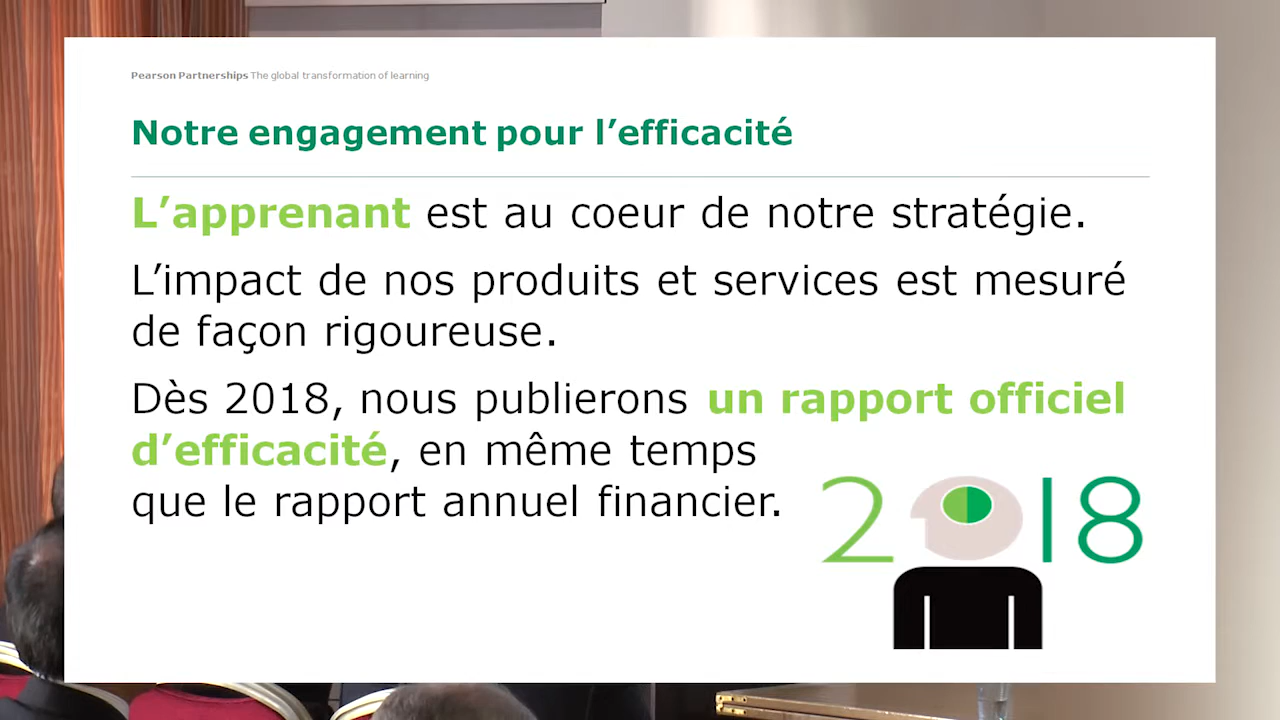 Pearson Partnerships The global transformation of learning
Notre engagement pour l’efficacité
L’apprenant est au coeur de notre stratégie.
L’impact de nos produits et services est mesuré
de façon rigoureuse.
Dès 2018, nous publierons un rapport officiel
d’efficacité, en même temps
que le rapport annuel financier.
2018